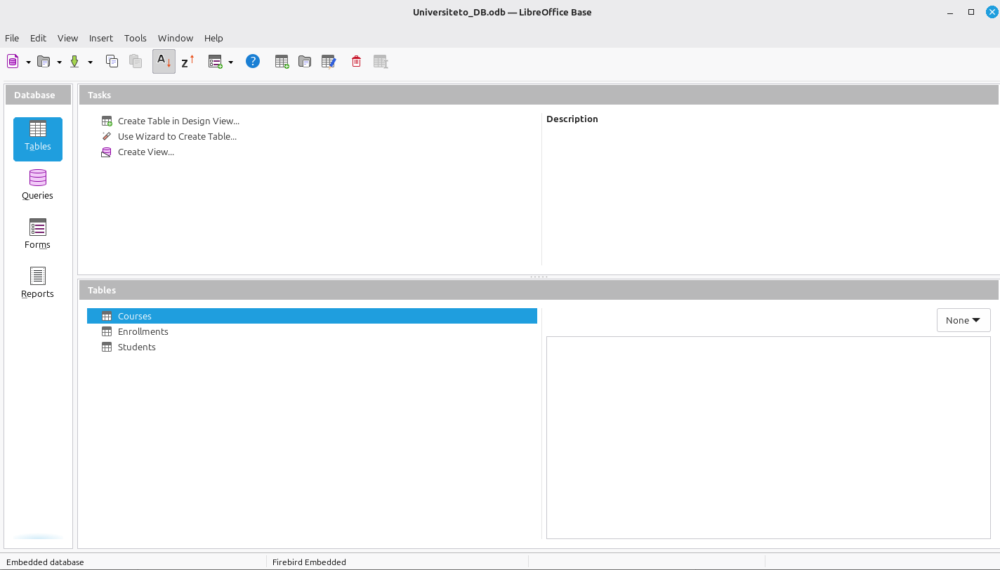 Universiteto_DB.odb — LibreOffice Base
File Edit View Insert Tools Window Help
Database
Tables
Queries
Forms
Reports
Tasks
Create Table in Design View...
Use Wizard to Create Table...
Create View...
Description
Tables
Courses
Enrollments
Students
None
Embedded database
Firebird Embedded